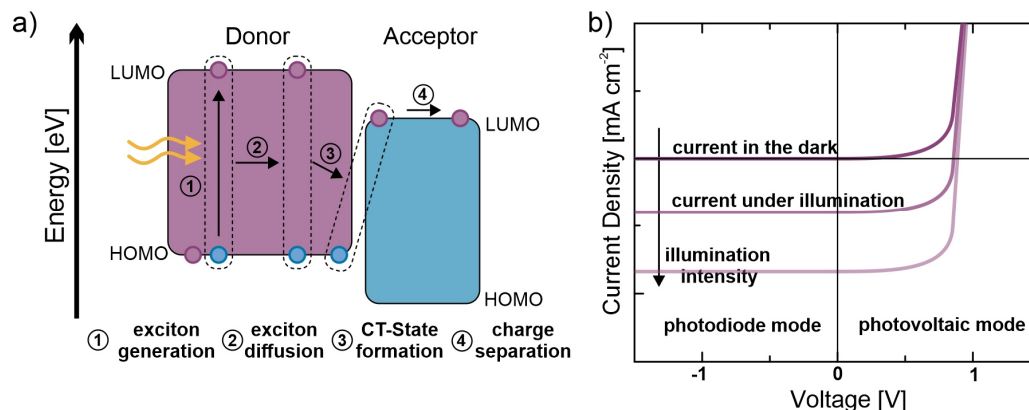 a)
Donor
Acceptor
Energy [eV]
LUMO
LUMO
HOMO
HOMO
①
②
③
④
① exciton generation
② exciton diffusion
③ CT-State formation
④ charge separation
b)
Current Density [mA cm⁻²]
current in the dark
current under illumination
illumination
intensity
photodiode mode
photovoltaic mode
-1
0
1
Voltage [V]